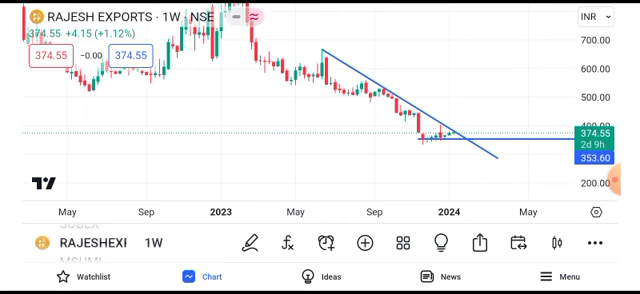 RAJESH EXPORTS · 1W · NSE
INR
374.55 +4.15 (+1.12%)
374.55 −0.00 374.55
700.00
600.00
500.00
400.00
374.55
2d 9h
353.60
200.00
May Sep 2023 May Sep 2024 May
RAJESHEXI 1W
Watchlist Chart Ideas News Menu